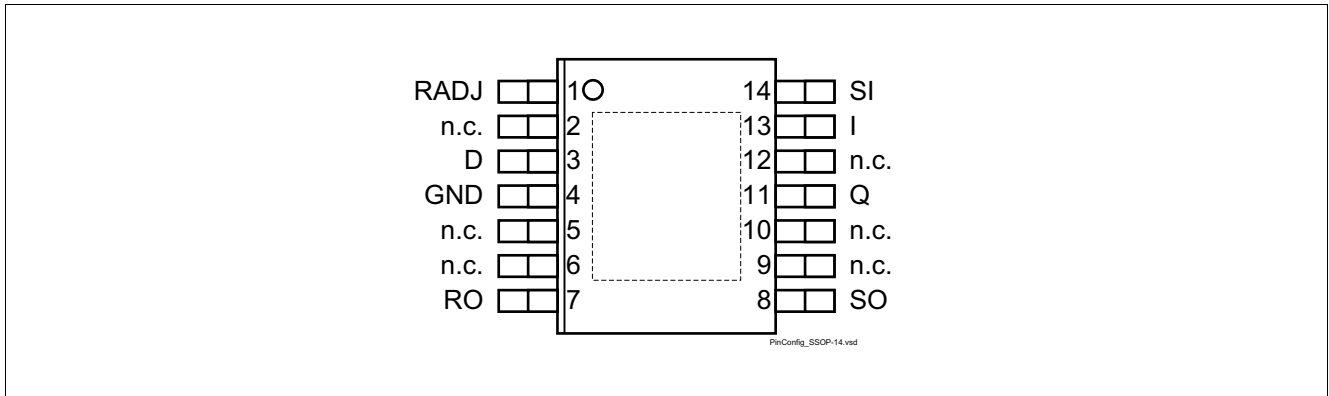 RADJ 1 14 SI
n.c. 2 13 I
D 3 12 n.c.
GND 4 11 Q
n.c. 5 10 n.c.
n.c. 6 9 n.c.
RO 7 8 SO
PinConfig_SSOP-14.vsd